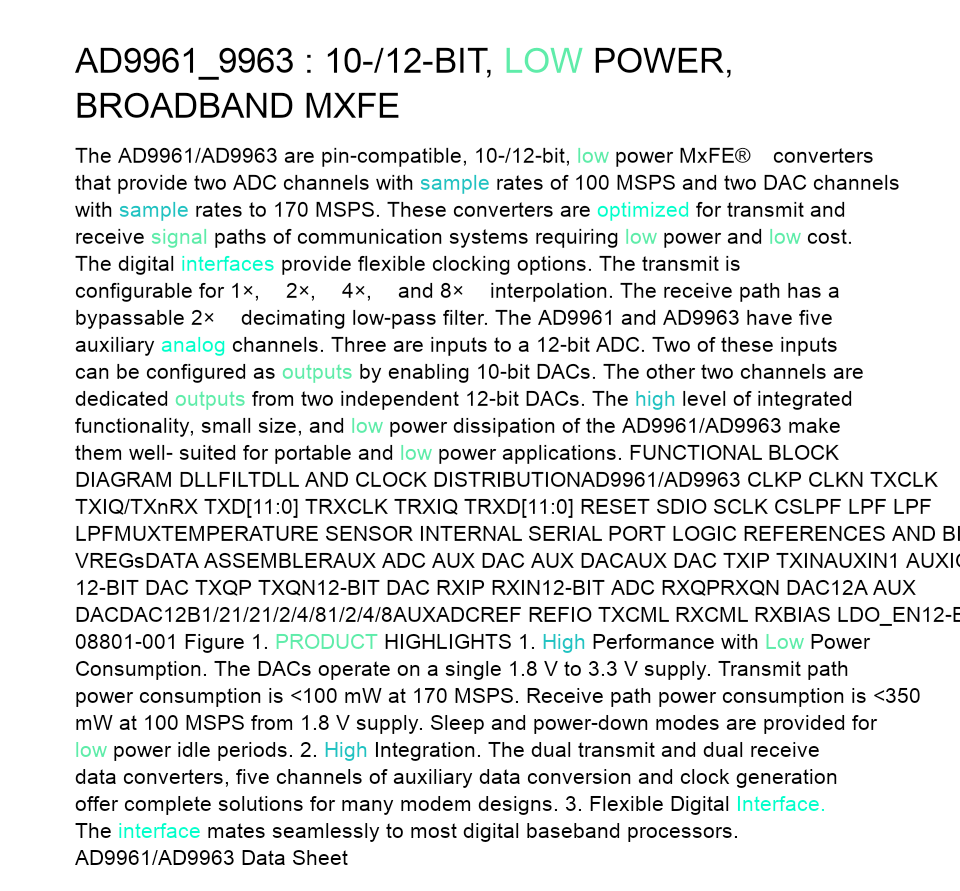 AD9961_9963 : 10-/12-BIT, LOW POWER,
BROADBAND MXFE
The AD9961/AD9963 are pin-compatible, 10-/12-bit, low power MxFE® converters
that provide two ADC channels with sample rates of 100 MSPS and two DAC channels
with sample rates to 170 MSPS. These converters are optimized for transmit and
receive signal paths of communication systems requiring low power and low cost.
The digital interfaces provide flexible clocking options. The transmit is
configurable for 1×, 2×, 4×, and 8× interpolation. The receive path has a
bypassable 2× decimating low-pass filter. The AD9961 and AD9963 have five
auxiliary analog channels. Three are inputs to a 12-bit ADC. Two of these inputs
can be configured as outputs by enabling 10-bit DACs. The other two channels are
dedicated outputs from two independent 12-bit DACs. The high level of integrated
functionality, small size, and low power dissipation of the AD9961/AD9963 make
them well- suited for portable and low power applications. FUNCTIONAL BLOCK
DIAGRAM DLLFILTDLL AND CLOCK DISTRIBUTIONAD9961/AD9963 CLKP CLKN TXCLK
TXIQ/TXnRX TXD[11:0] TRXCLK TRXIQ TRXD[11:0] RESET SDIO SCLK CSLPF LPF LPF
LPFMUXTEMPERATURE SENSOR INTERNAL SERIAL PORT LOGIC REFERENCES AND
VREGsDATA ASSEMBLERAUX ADC AUX DAC AUX DACAUX DAC TXIP TXINAUXIN1
12-BIT DAC TXQP TXQN12-BIT DAC RXIP RXIN12-BIT ADC RXQPRXQN DAC12A AUX
DACDAC12B1/21/21/2/4/81/2/4/8AUXADCREF REFIO TXCML RXCML RXBIAS
08801-001 Figure 1. PRODUCT HIGHLIGHTS 1. High Performance with Low Power
Consumption. The DACs operate on a single 1.8 V to 3.3 V supply. Transmit path
power consumption is <100 mW at 170 MSPS. Receive path power consumption is <350
mW at 100 MSPS from 1.8 V supply. Sleep and power-down modes are provided for
low power idle periods. 2. High Integration. The dual transmit and dual receive
data converters, five channels of auxiliary data conversion and clock generation
offer complete solutions for many modem designs. 3. Flexible Digital Interface.
The interface mates seamlessly to most digital baseband processors.
AD9961/AD9963 Data Sheet